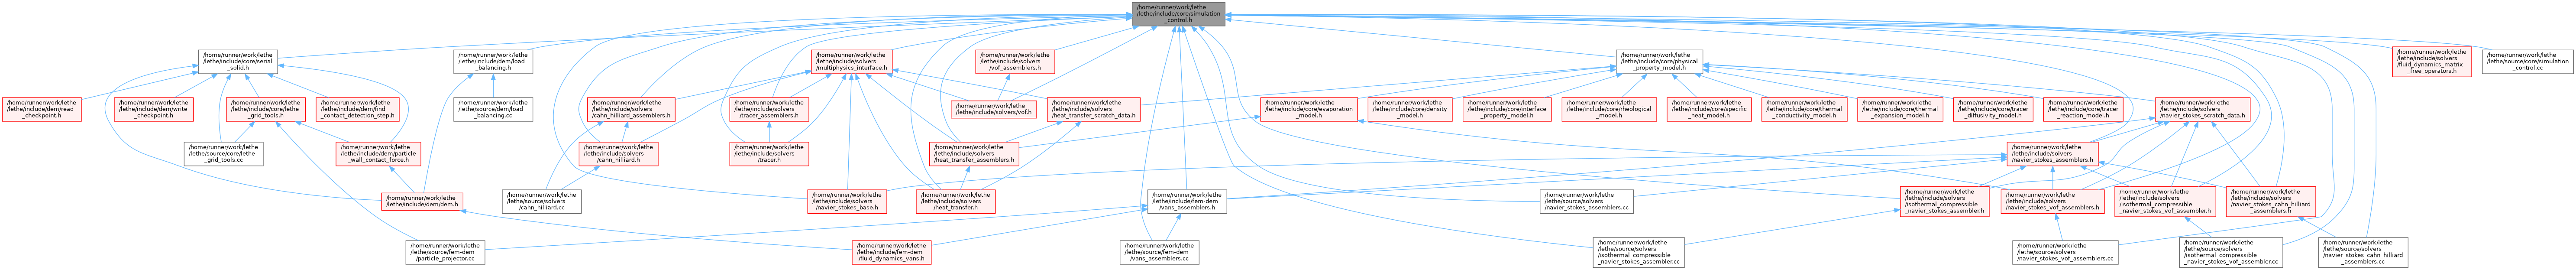 /home/runner/work/lethe
/lethe/include/core/simulation
_control.h
/home/runner/work/lethe
/lethe/include/core/serial
_solid.h
/home/runner/work/lethe
/lethe/include/dem/load
_balancing.h
/home/runner/work/lethe
/lethe/include/solvers
/multiphysics_interface.h
/home/runner/work/lethe
/lethe/include/solvers
/vof_assemblers.h
/home/runner/work/lethe
/lethe/include/core/physical
_property_model.h
/home/runner/work/lethe
/lethe/include/solvers
/fluid_dynamics_matrix
_free_operators.h
/home/runner/work/lethe
/lethe/source/core/simulation
_control.cc
/home/runner/work/lethe
/lethe/include/dem/read
_checkpoint.h
/home/runner/work/lethe
/lethe/include/dem/write
_checkpoint.h
/home/runner/work/lethe
/lethe/include/core/lethe
_grid_tools.h
/home/runner/work/lethe
/lethe/include/dem/find
_contact_detection_step.h
/home/runner/work/lethe
/lethe/source/dem/load
_balancing.cc
/home/runner/work/lethe
/lethe/include/solvers
/cahn_hilliard_assemblers.h
/home/runner/work/lethe
/lethe/include/solvers
/tracer_assemblers.h
/home/runner/work/lethe
/lethe/include/solvers/vof.h
/home/runner/work/lethe
/lethe/include/solvers
/heat_transfer_scratch_data.h
/home/runner/work/lethe
/lethe/include/core/evaporation
_model.h
/home/runner/work/lethe
/lethe/include/core/density
_model.h
/home/runner/work/lethe
/lethe/include/core/interface
_property_model.h
/home/runner/work/lethe
/lethe/include/core/rheological
_model.h
/home/runner/work/lethe
/lethe/include/core/specific
_heat_model.h
/home/runner/work/lethe
/lethe/include/core/thermal
_conductivity_model.h
/home/runner/work/lethe
/lethe/include/core/thermal
_expansion_model.h
/home/runner/work/lethe
/lethe/include/core/tracer
_diffusivity_model.h
/home/runner/work/lethe
/lethe/include/core/tracer
_reaction_model.h
/home/runner/work/lethe
/lethe/include/solvers
/navier_stokes_scratch_data.h
/home/runner/work/lethe
/lethe/source/core/lethe
_grid_tools.cc
/home/runner/work/lethe
/lethe/include/dem/particle
_wall_contact_force.h
/home/runner/work/lethe
/lethe/include/solvers
/cahn_hilliard.h
/home/runner/work/lethe
/lethe/include/solvers
/tracer.h
/home/runner/work/lethe
/lethe/include/solvers
/heat_transfer_assemblers.h
/home/runner/work/lethe
/lethe/include/solvers
/navier_stokes_assemblers.h
/home/runner/work/lethe
/lethe/include/dem/dem.h
/home/runner/work/lethe
/lethe/source/solvers
/cahn_hilliard.cc
/home/runner/work/lethe
/lethe/include/solvers
/navier_stokes_base.h
/home/runner/work/lethe
/lethe/include/solvers
/heat_transfer.h
/home/runner/work/lethe
/lethe/include/fem-dem
/vans_assemblers.h
/home/runner/work/lethe
/lethe/source/solvers
/navier_stokes_assemblers.cc
/home/runner/work/lethe
/lethe/include/solvers
/isothermal_compressible
_navier_stokes_assembler.h
/home/runner/work/lethe
/lethe/include/solvers
/navier_stokes_vof_assemblers.h
/home/runner/work/lethe
/lethe/include/solvers
/isothermal_compressible
_navier_stokes_vof_assembler.h
/home/runner/work/lethe
/lethe/include/solvers
/navier_stokes_cahn_hilliard
_assemblers.h
/home/runner/work/lethe
/lethe/source/fem-dem
/particle_projector.cc
/home/runner/work/lethe
/lethe/include/fem-dem
/fluid_dynamics_vans.h
/home/runner/work/lethe
/lethe/source/fem-dem
/vans_assemblers.cc
/home/runner/work/lethe
/lethe/source/solvers
/isothermal_compressible
_navier_stokes_assembler.cc
/home/runner/work/lethe
/lethe/source/solvers
/navier_stokes_vof_assemblers.cc
/home/runner/work/lethe
/lethe/source/solvers
/isothermal_compressible
_navier_stokes_vof_assembler.cc
/home/runner/work/lethe
/lethe/source/solvers
/navier_stokes_cahn_hilliard
_assemblers.cc